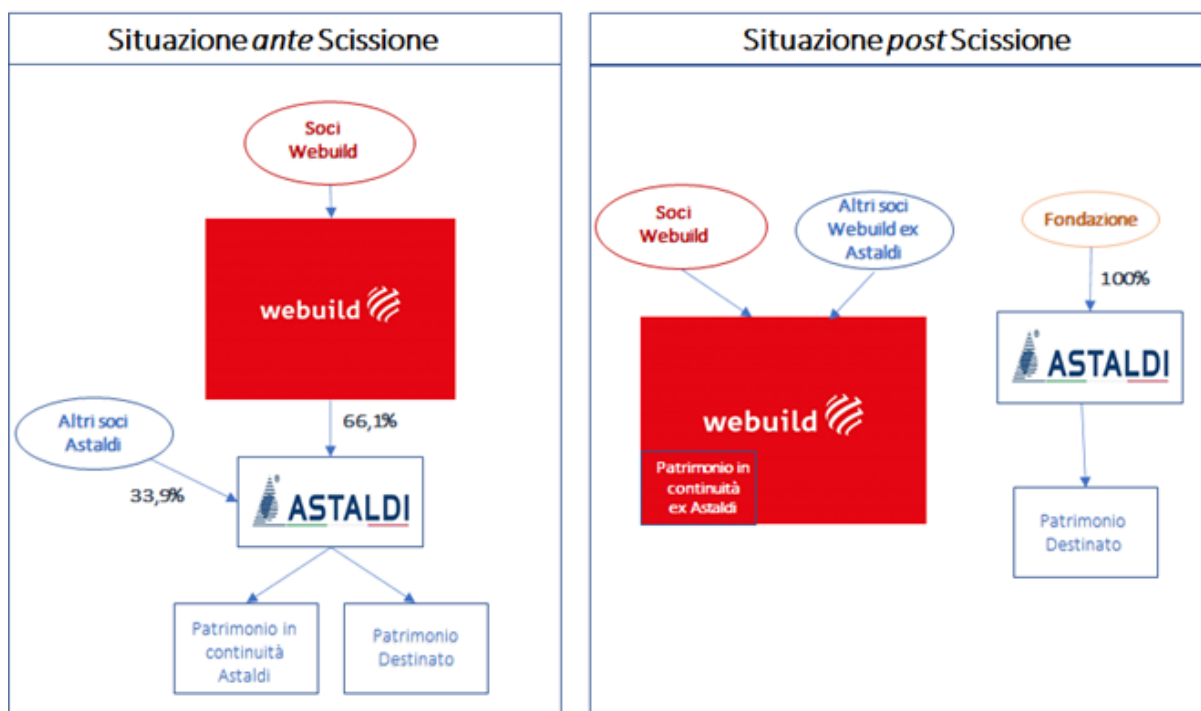 Situazione ante Scissione
Soci
Webuild
webuild
66,1%
Altri soci
Astaldi
33,9%
ASTALDI
Patrimonio in
continuità
Astaldi
Patrimonio
Destinato
Situazione post Scissione
Soci
Webuild
Altri soci
Webuild ex
Astaldi
Fondazione
100%
webuild
Patrimonio in
continuità
ex Astaldi
ASTALDI
Patrimonio
Destinato